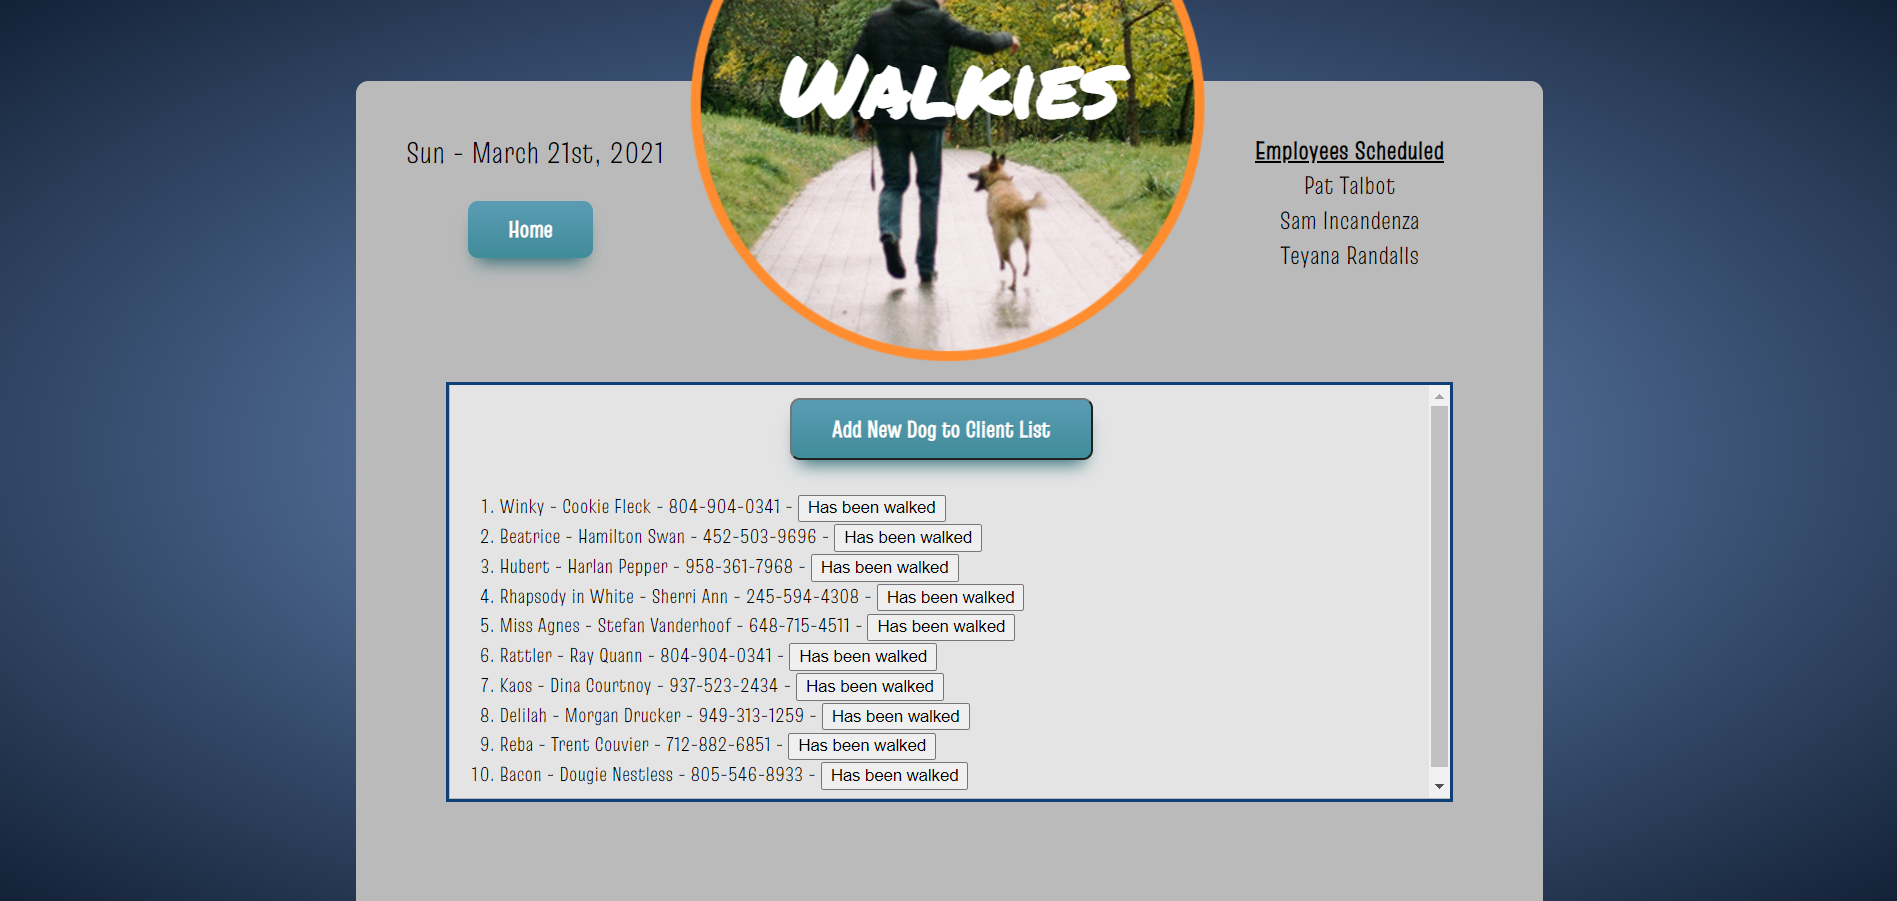 WALKIES
Sun - March 21st, 2021
Home
Employees Scheduled
Pat Talbot
Sam Incandenza
Teyana Randalls
Add New Dog to Client List
1. Winky - Cookie Fleck - 804-904-0341 - Has been walked
2. Beatrice - Hamilton Swan - 452-503-9696 - Has been walked
3. Hubert - Harlan Pepper - 958-361-7968 - Has been walked
4. Rhapsody in White - Sherri Ann - 245-594-4308 - Has been walked
5. Miss Agnes - Stefan Vanderhoof - 648-715-4511 - Has been walked
6. Rattler - Ray Quann - 804-904-0341 - Has been walked
7. Kaos - Dina Courtnoy - 937-523-2434 - Has been walked
8. Delilah - Morgan Drucker - 949-313-1259 - Has been walked
9. Reba - Trent Couvier - 712-882-6851 - Has been walked
10. Bacon - Dougie Nestless - 805-546-8933 - Has been walked